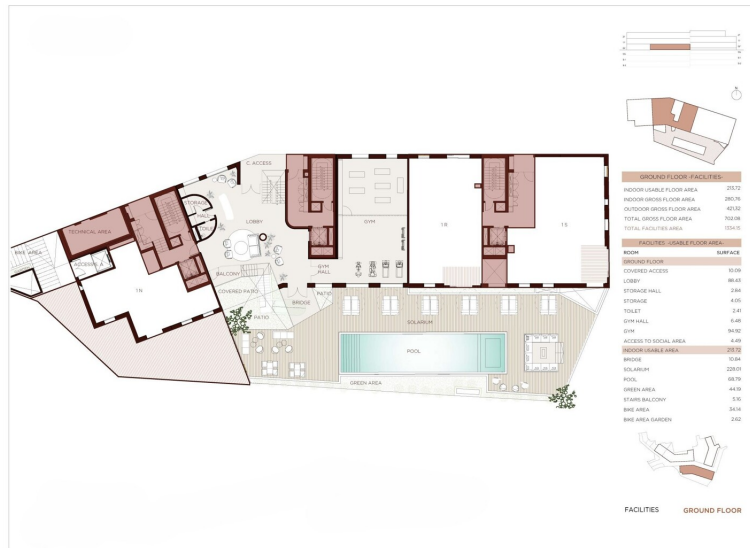 C. ACCESS
STORAGE
HALL
TOILET
LOBBY
TECHNICAL AREA
BIKE AREA
ACCESSIBLE A.
1N
BALCONY
COVERED PATIO
PATIO
BRIDGE
PATIO
GYM
HALL
GYM
1R
1S
SOLARIUM
POOL
GREEN AREA
N
GROUND FLOOR -FACILITIES-
INDOOR USABLE FLOOR AREA 213,72
INDOOR GROSS FLOOR AREA 280,76
OUTDOOR GROSS FLOOR AREA 421,32
TOTAL GROSS FLOOR AREA 702,08
TOTAL FACILITIES AREA 1334,51
FACILITIES -USABLE FLOOR AREA-
ROOM SURFACE
GROUND FLOOR
COVERED ACCESS 10,09
LOBBY 88,40
STORAGE HALL 2,84
STORAGE 4,05
TOILET 2,41
GYM HALL 6,48
GYM 94,92
ACCESS TO SOCIAL AREA 4,49
INDOOR USABLE AREA 213,72
BRIDGE 10,84
SOLARIUM 228,01
POOL 68,79
GREEN AREA 44,19
STAIRS BALCONY 5,16
BIKE AREA 34,14
BIKE AREA GARDEN 2,62
FACILITIES GROUND FLOOR